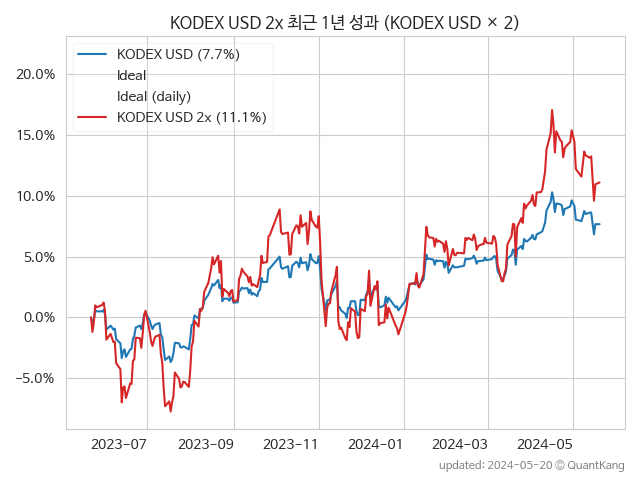 KODEX USD 2x 최근 1년 성과 (KODEX USD × 2)
KODEX USD (7.7%)
Ideal
Ideal (daily)
KODEX USD 2x (11.1%)
20.0%
15.0%
10.0%
5.0%
0.0%
−5.0%
2023−07
2023−09
2023−11
2024−01
2024−03
2024−05
updated: 2024-05-20 © QuantKang